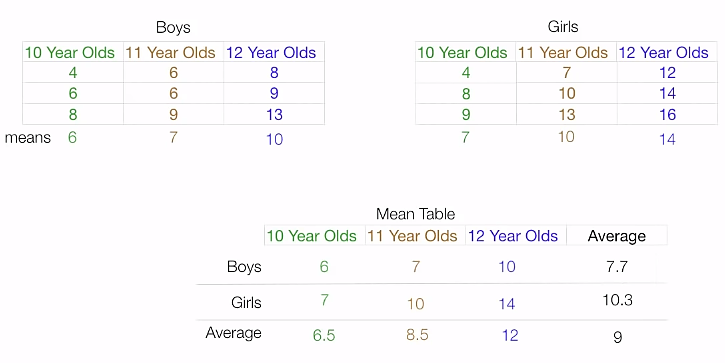 Boys Girls
10 Year Olds 11 Year Olds 12 Year Olds 10 Year Olds 11 Year Olds 12 Year Olds
4 6 8 4 7 12
6 6 9 8 10 14
8 9 13 9 13 16
means 6 7 10 7 10 14
Mean Table
10 Year Olds 11 Year Olds 12 Year Olds Average
Boys 6 7 10 7.7
Girls 7 10 14 10.3
Average 6.5 8.5 12 9